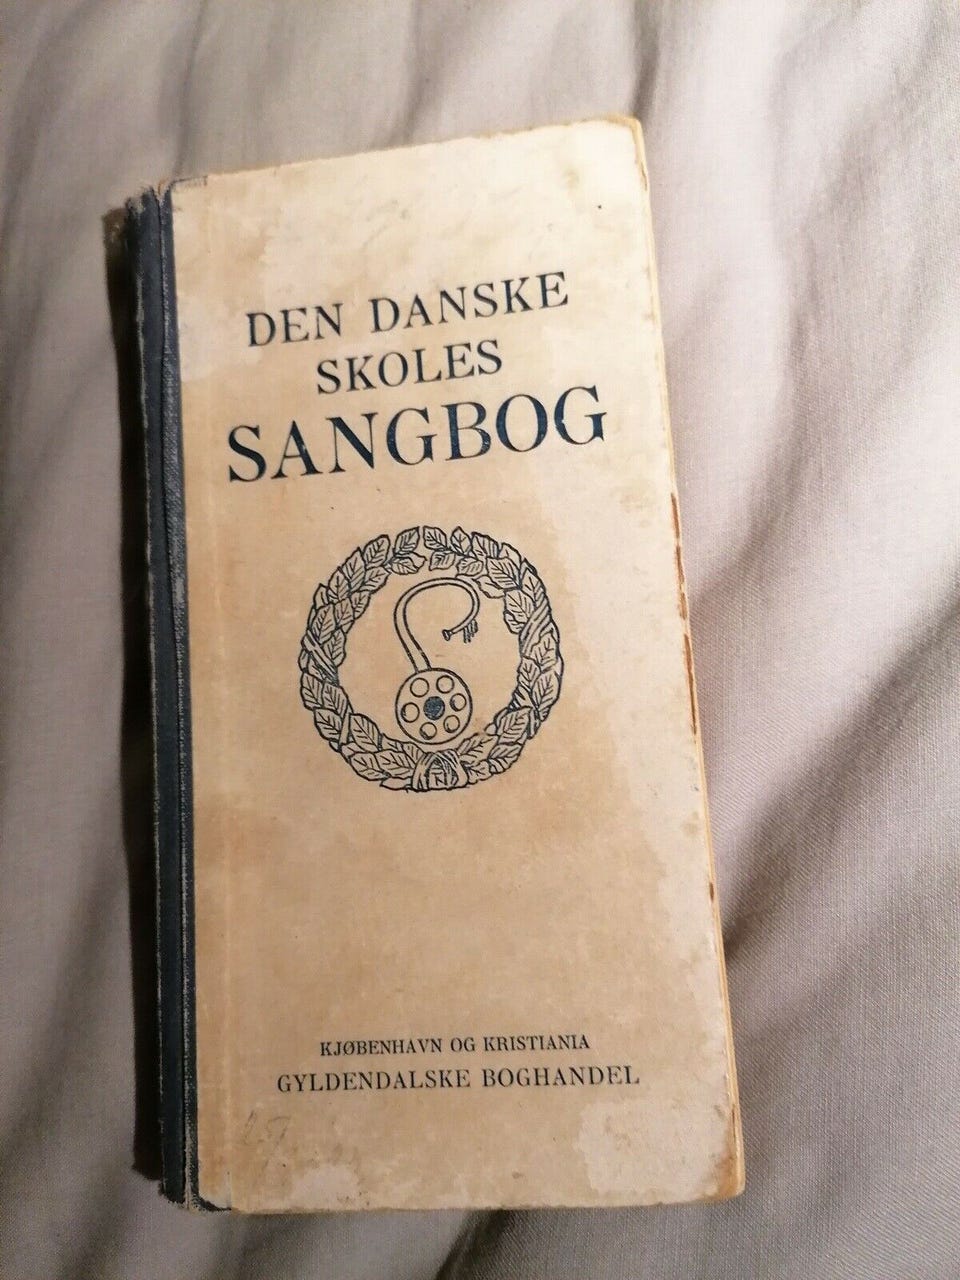 DEN DANSKE
SKOLES
SANGBOG
KJØBENHAVN OG KRISTIANIA
GYLDENDALSKE BOGHANDEL